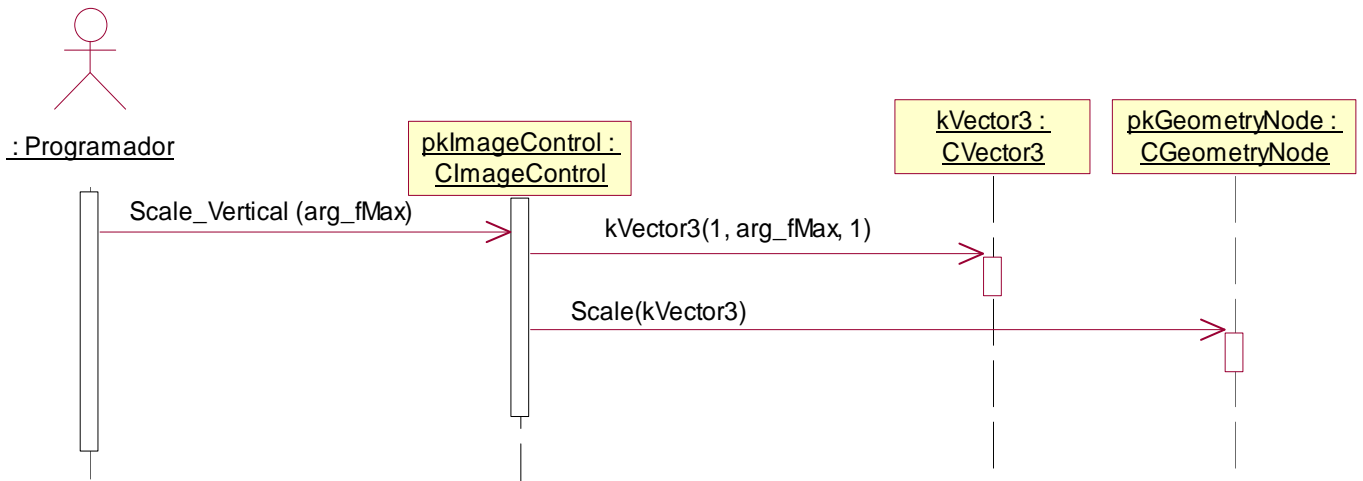 : Programador
pkImageControl :
CImageControl
kVector3 :
CVector3
pkGeometryNode :
CGeometryNode
Scale_Vertical (arg_fMax)
kVector3(1, arg_fMax, 1)
Scale(kVector3)